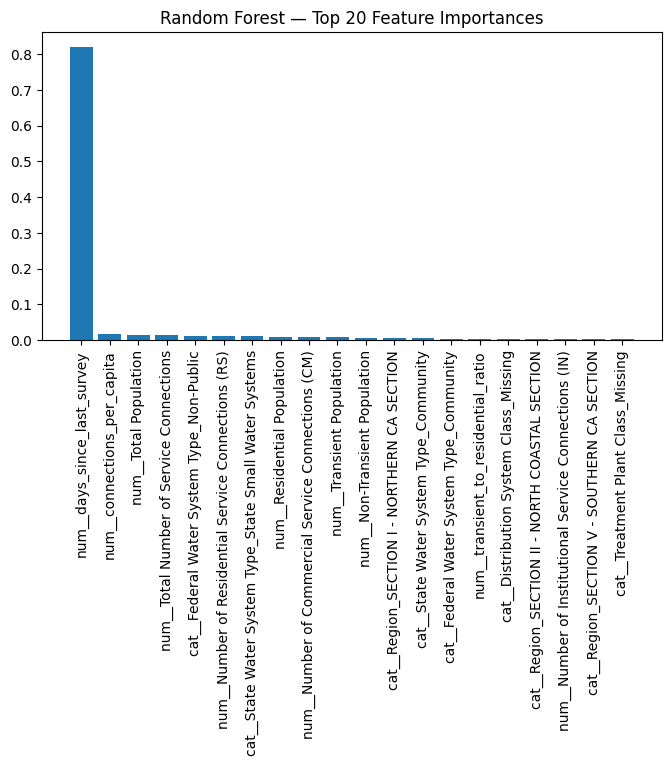 Random Forest — Top 20 Feature Importances
0.8
0.7
0.6
0.5
0.4
0.3
0.2
0.1
0.0
num__days_since_last_survey
num__connections_per_capita
num__Total Population
num__Total Number of Service Connections
cat__Federal Water System Type_Non-Public
num__Number of Residential Service Connections (RS)
cat__State Water System Type_State Small Water Systems
num__Residential Population
num__Number of Commercial Service Connections (CM)
num__Transient Population
num__Non-Transient Population
cat__Region_SECTION I - NORTHERN CA SECTION
cat__State Water System Type_Community
cat__Federal Water System Type_Community
num__transient_to_residential_ratio
cat__Distribution System Class_Missing
cat__Region_SECTION II - NORTH COASTAL SECTION
num__Number of Institutional Service Connections (IN)
cat__Region_SECTION V - SOUTHERN CA SECTION
cat__Treatment Plant Class_Missing